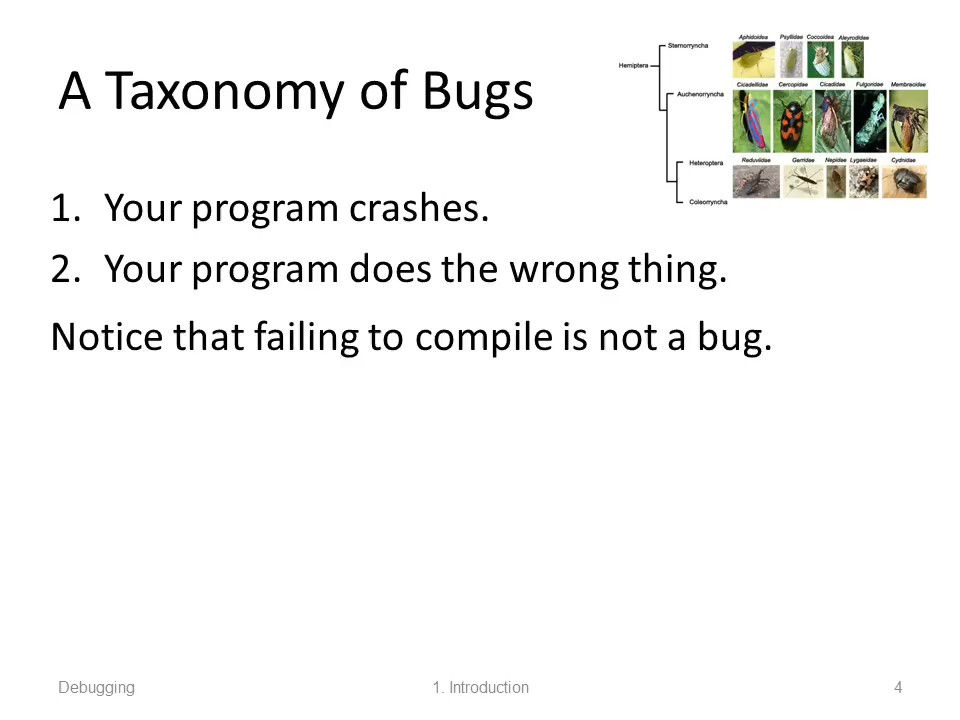 A Taxonomy of Bugs
Hemiptera
Sternorryncha
Auchenorryncha
Heteroptera
Coleorryncha
Aphidoidea Psyllidae Coccoidea Aleyrodidae
Cicadellidae Cercopidae Cicadidae Fulgoridae Membracidae
Reduviidae Gerridae Nepidae Lygaeidae Cydnidae
1. Your program crashes.
2. Your program does the wrong thing.
Notice that failing to compile is not a bug.
Debugging 1. Introduction 4